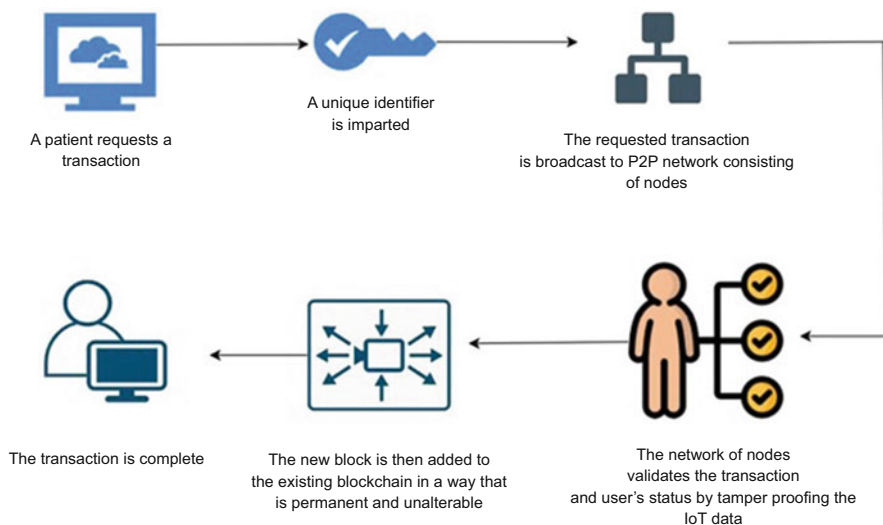 A patient requests a
transaction
A unique identifier
is imparted
The requested transaction
is broadcast to P2P network consisting
of nodes
The transaction is complete
The new block is then added to
the existing blockchain in a way that
is permanent and unalterable
The network of nodes
validates the transaction
and user's status by tamper proofing the
IoT data